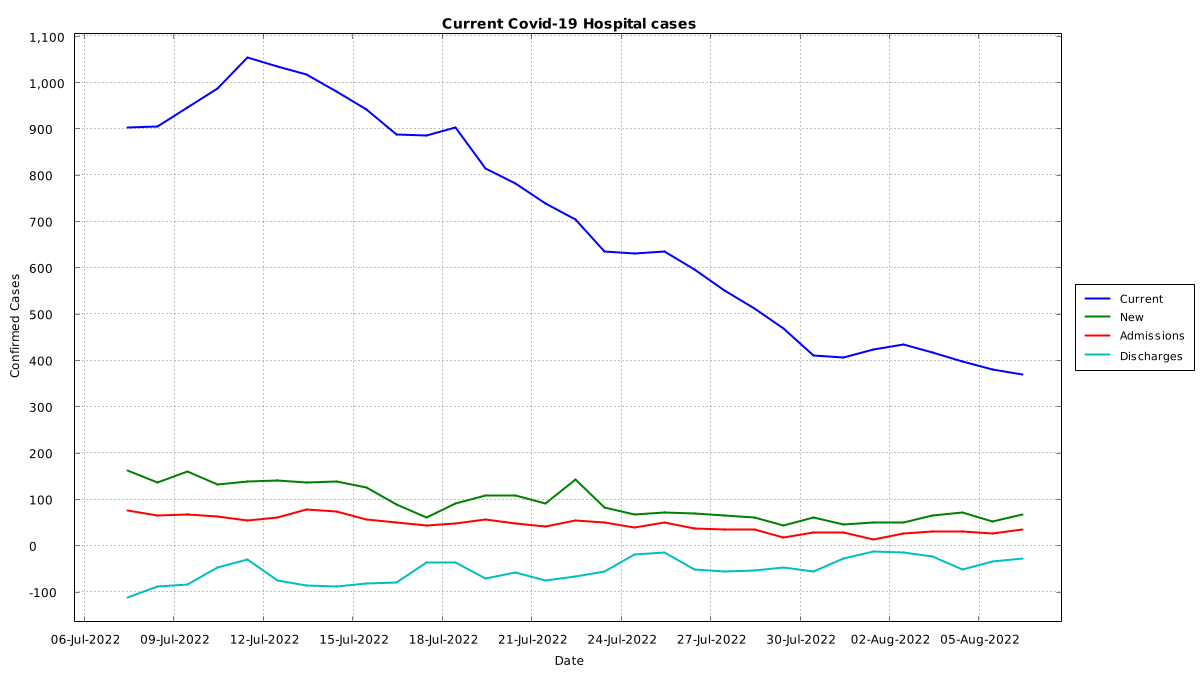 Current Covid-19 Hospital cases
1,100
1,000
900
800
700
600
500
400
300
200
100
0
-100
Confirmed Cases
06-Jul-2022 09-Jul-2022 12-Jul-2022 15-Jul-2022 18-Jul-2022 21-Jul-2022 24-Jul-2022 27-Jul-2022 30-Jul-2022 02-Aug-2022 05-Aug-2022
Date
Current
New
Admissions
Discharges